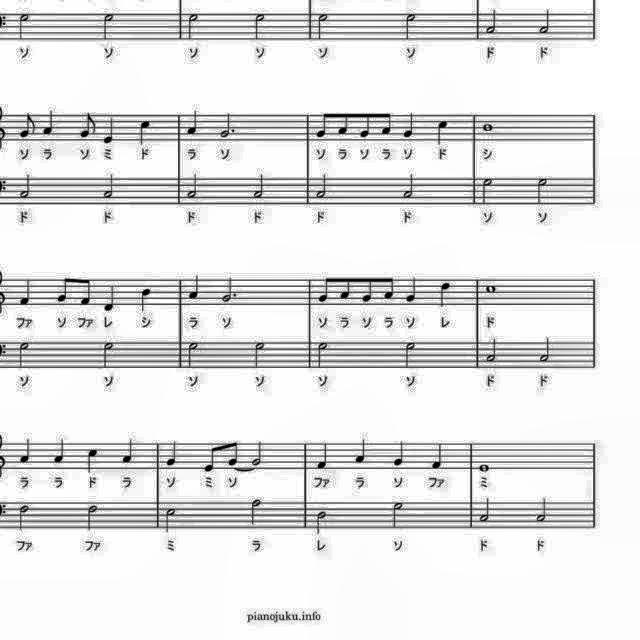 ソ ソ ソ ソ ソ ソ ド ド
ソ ラ ソ ミ ド ラ ソ ソ ラ ソ ラ ソ ド シ
ド ド ド ド ド ド ソ ソ
ファ ソ ファ レ シ ラ ソ ソ ラ ソ ラ ソ レ ド
ソ ソ ソ ソ ソ ソ ド ド
ラ ラ ド ラ ソ ミ ソ ファ ラ ソ ファ ミ
ファ ファ ミ ラ レ ソ ド ド
pianojuku.info